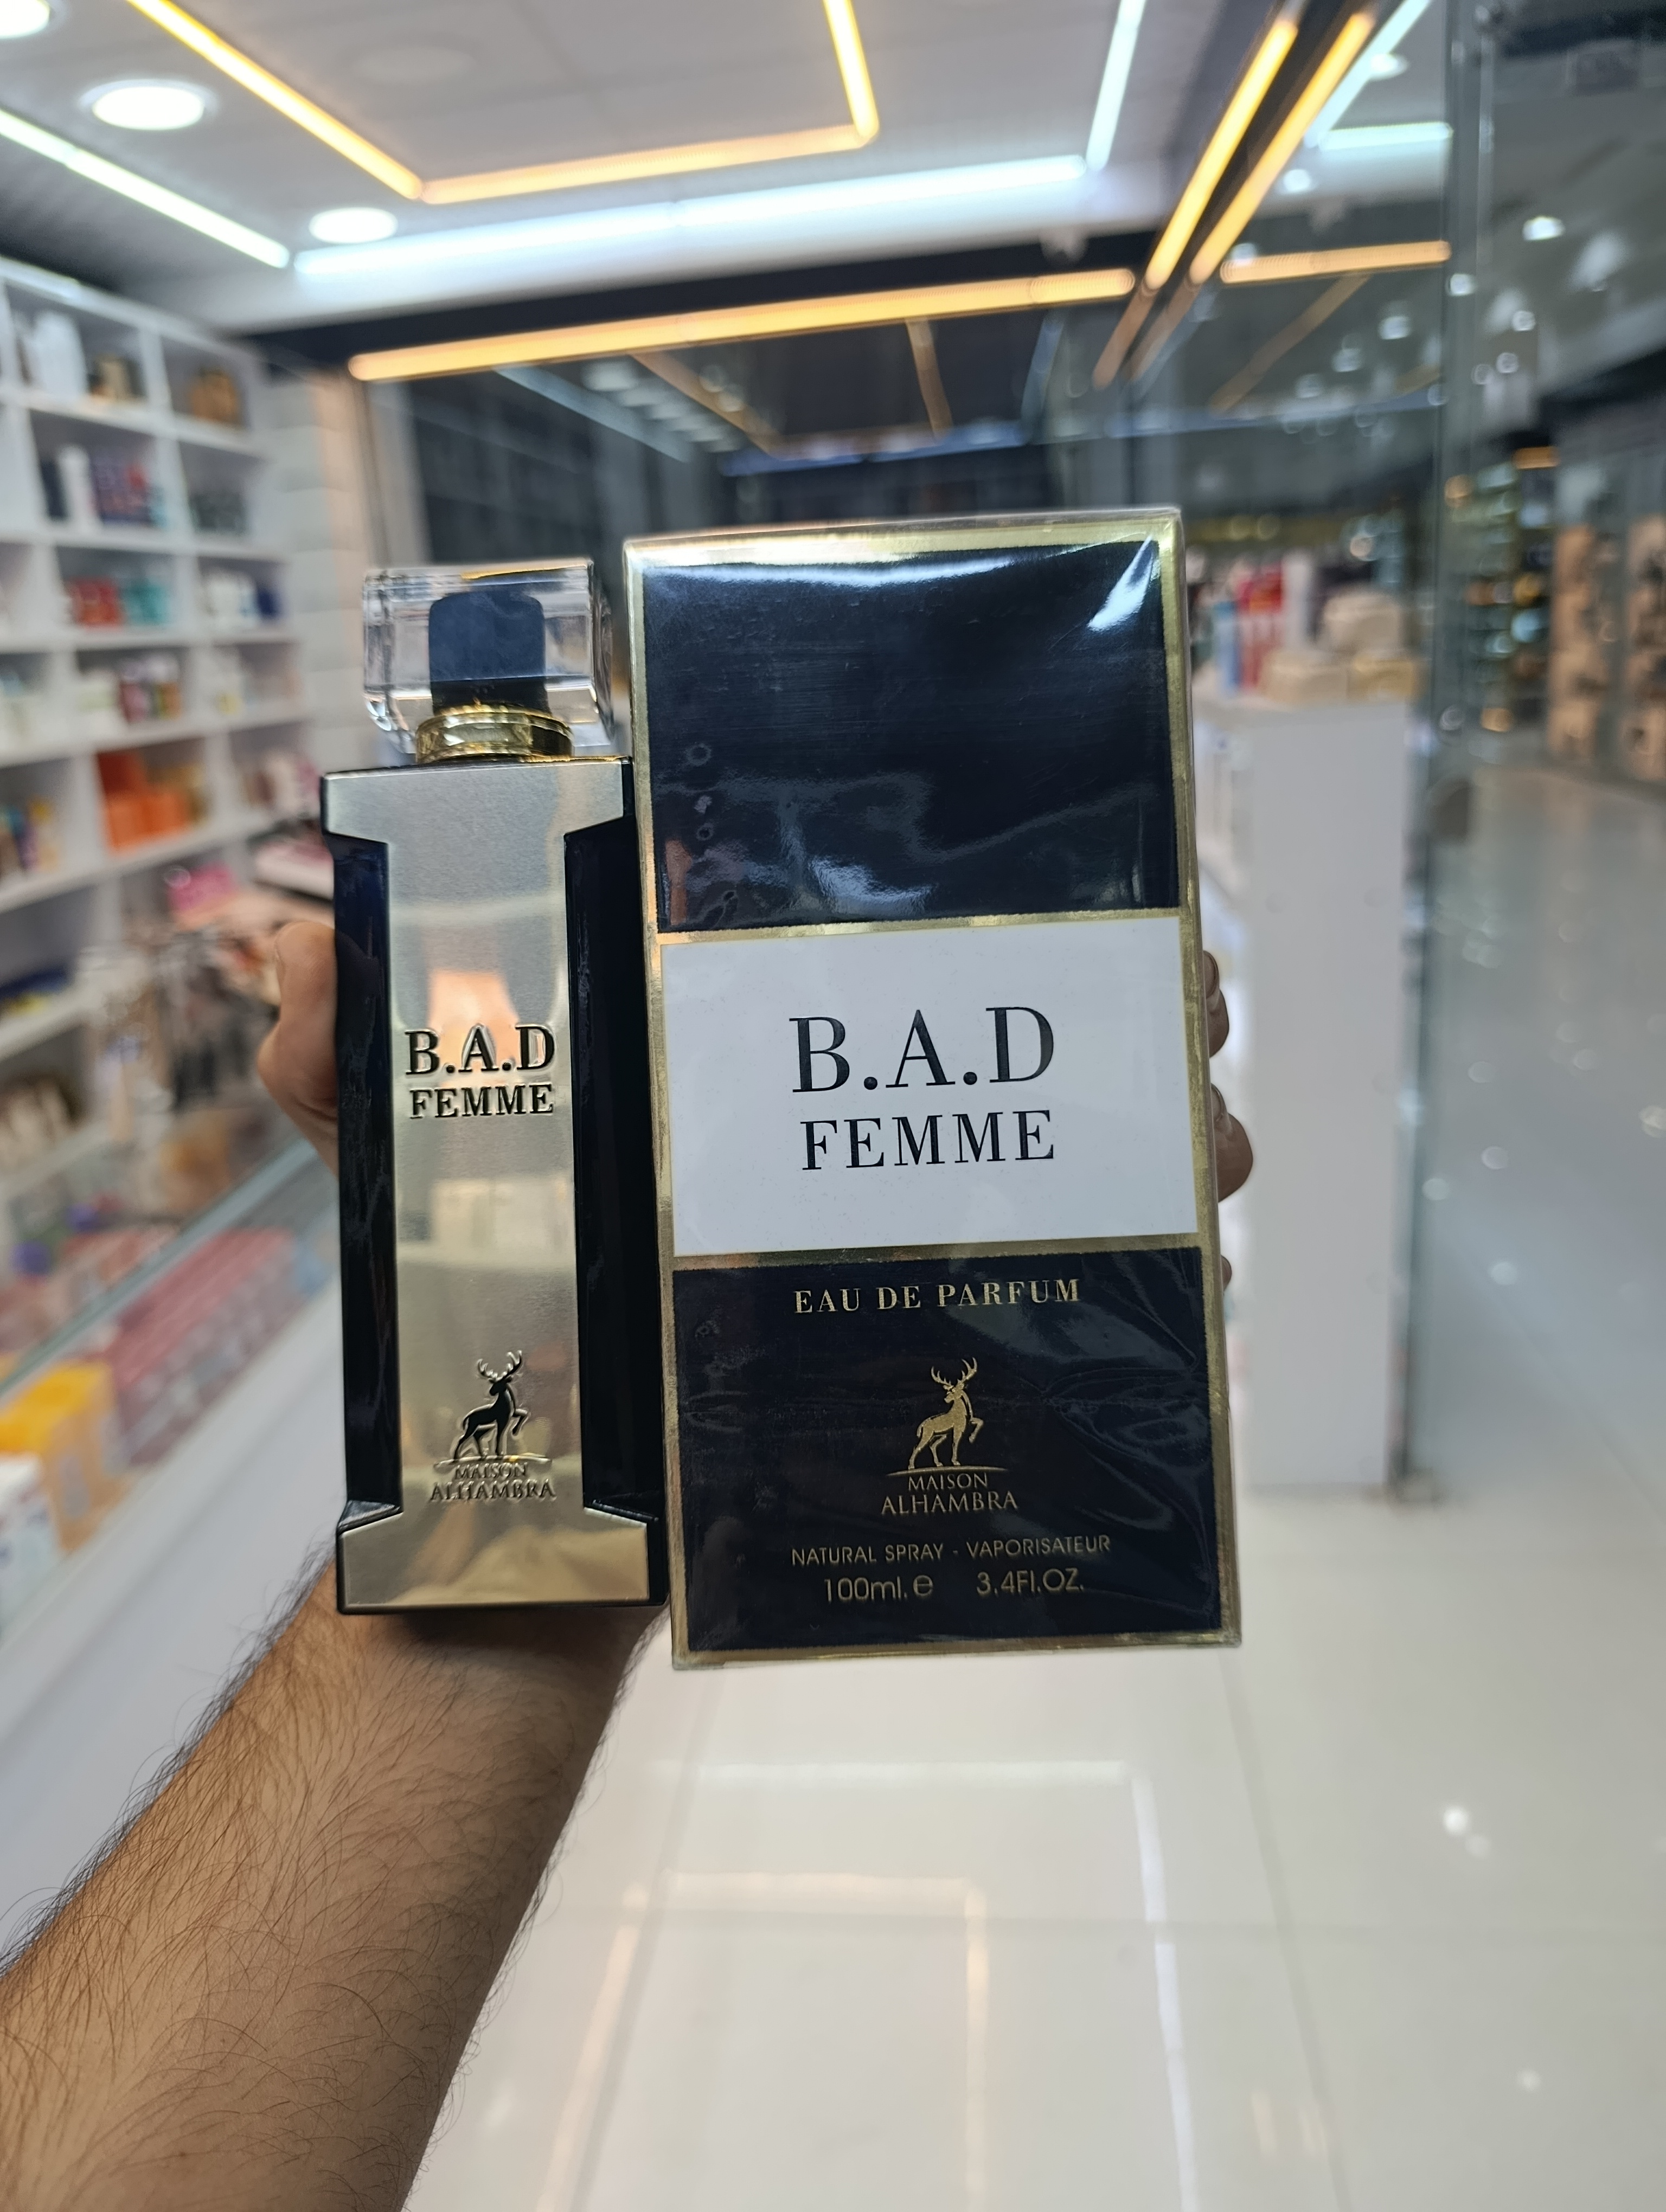 B.A.D
FEMME
MAISON
ALHAMBRA
B.A.D
FEMME
EAU DE PARFUM
MAISON
ALHAMBRA
NATURAL SPRAY - VAPORISATEUR
100ml.e 3.4Fl.OZ.